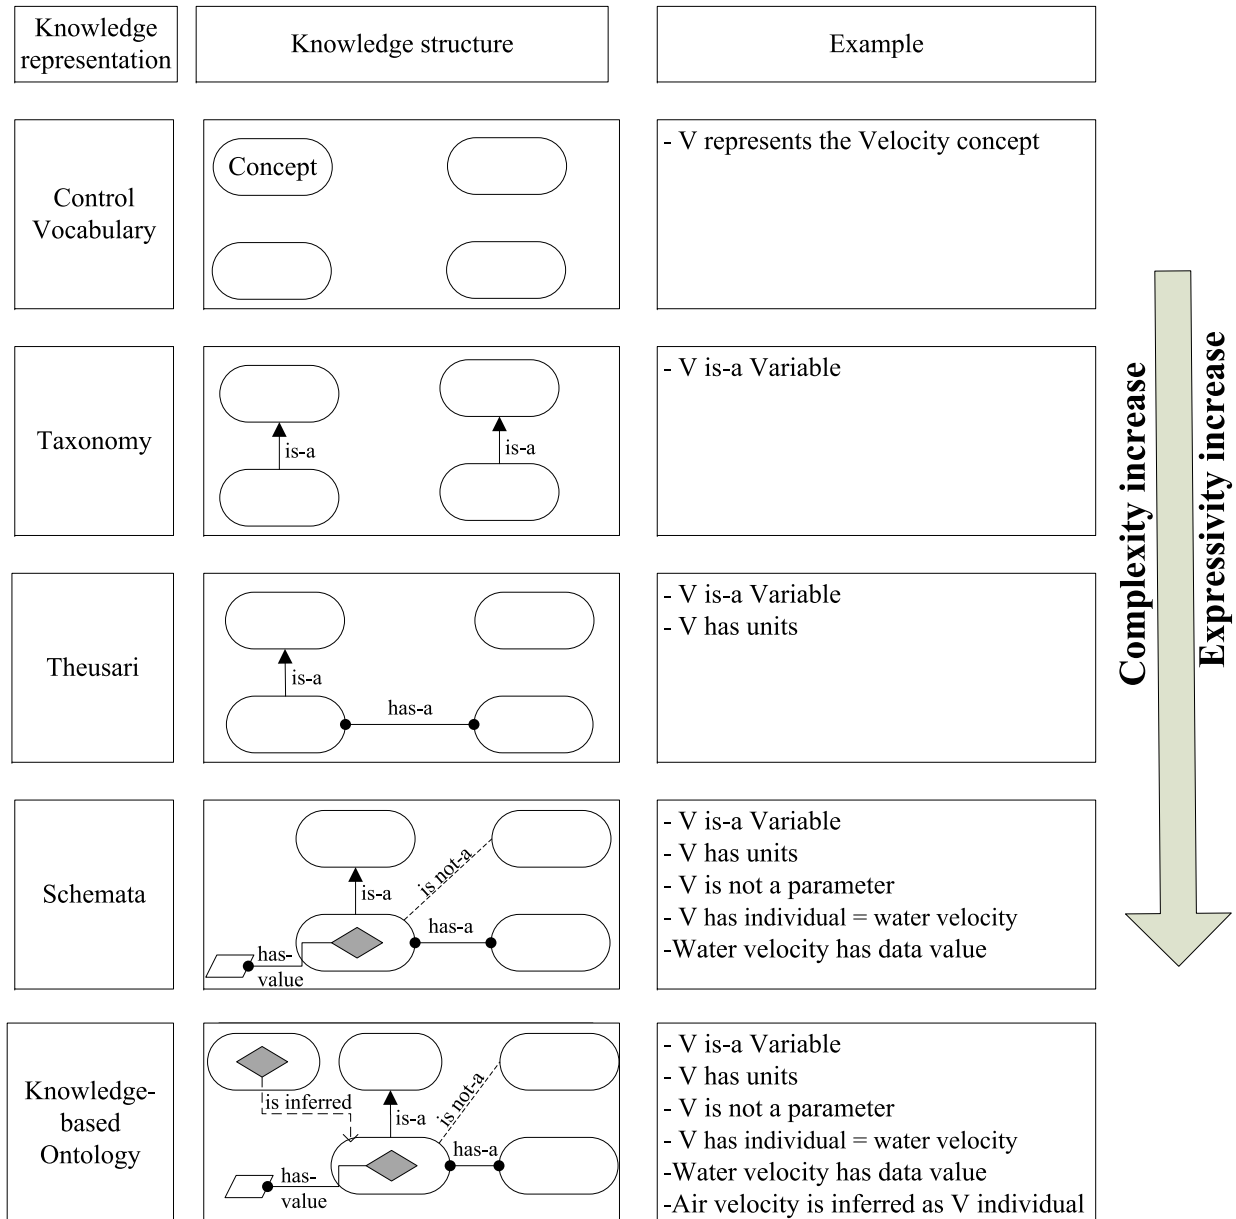 Knowledge
representation
Knowledge structure
Example
Control
Vocabulary
Concept
- V represents the Velocity concept
Taxonomy
is-a
is-a
- V is-a Variable
Theusari
is-a
has-a
- V is-a Variable
- V has units
Schemata
is-a
is not-a
has-a
has-
value
- V is-a Variable
- V has units
- V is not a parameter
- V has individual = water velocity
-Water velocity has data value
Knowledge-
based
Ontology
is inferred
is-a
is not-a
has-a
has-
value
- V is-a Variable
- V has units
- V is not a parameter
- V has individual = water velocity
-Water velocity has data value
-Air velocity is inferred as V individual
Complexity increase
Expressivity increase